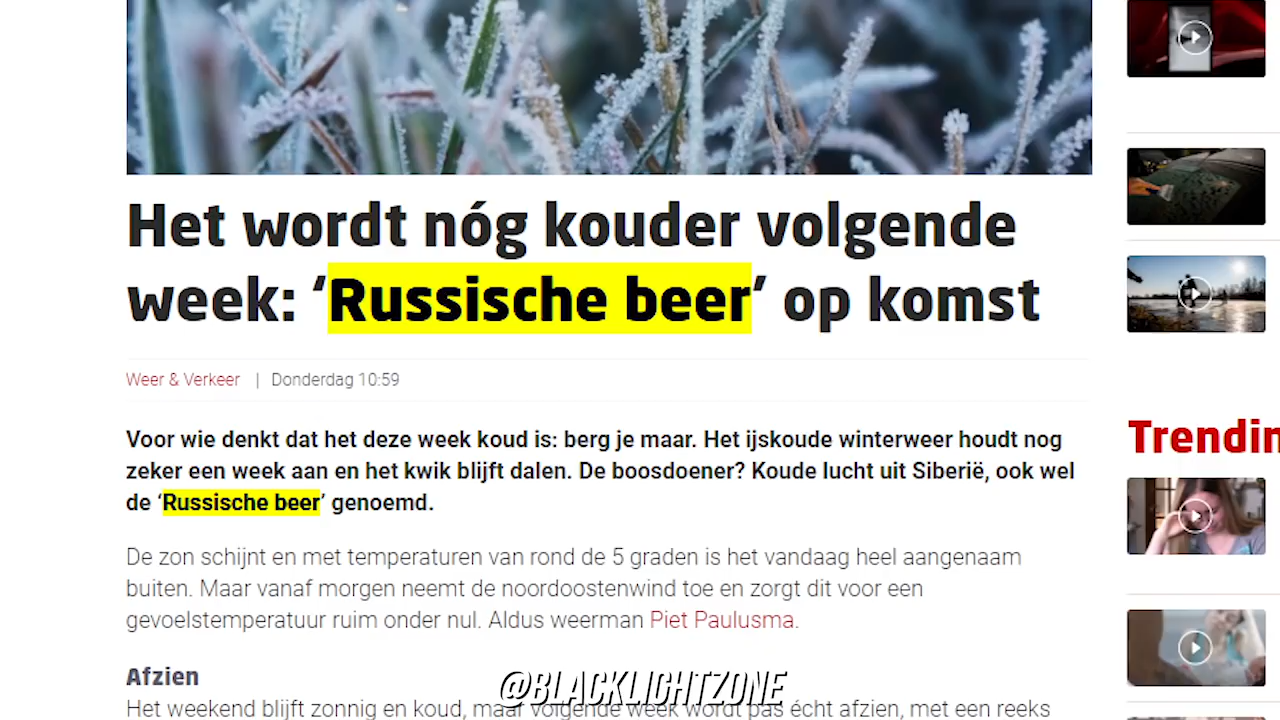 Het wordt nóg kouder volgende
week: ‘Russische beer’ op komst
Weer & Verkeer | Donderdag 10:59
Voor wie denkt dat het deze week koud is: berg je maar. Het ijskoude winterweer houdt nog
zeker een week aan en het kwik blijft dalen. De boosdoener? Koude lucht uit Siberië, ook wel
de ‘Russische beer’ genoemd.
De zon schijnt en met temperaturen van rond de 5 graden is het vandaag heel aangenaam
buiten. Maar vanaf morgen neemt de noordoostenwind toe en zorgt dit voor een
gevoelstemperatuur ruim onder nul. Aldus weerman Piet Paulusma.
Afzien
Het weekend blijft zonnig en koud, maar volgende week wordt pas écht afzien, met een reeks
@BLACKLIGHTZONE
Trendin